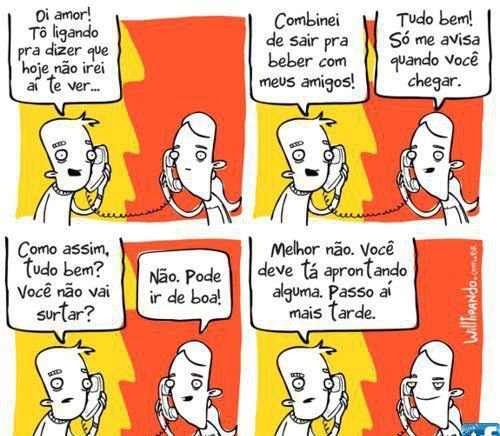 Oi amor!
Tô ligando
pra dizer que
hoje não irei
aí te ver...
Combinei
de sair pra
beber com
meus amigos!
Tudo bem!
Só me avisa
quando você
chegar.
Como assim,
tudo bem?
Você não vai
surtar?
Não. Pode
ir de boa!
Melhor não. Você
deve tá aprontando
alguma. Passo aí
mais tarde.
WillTirando.com.BR